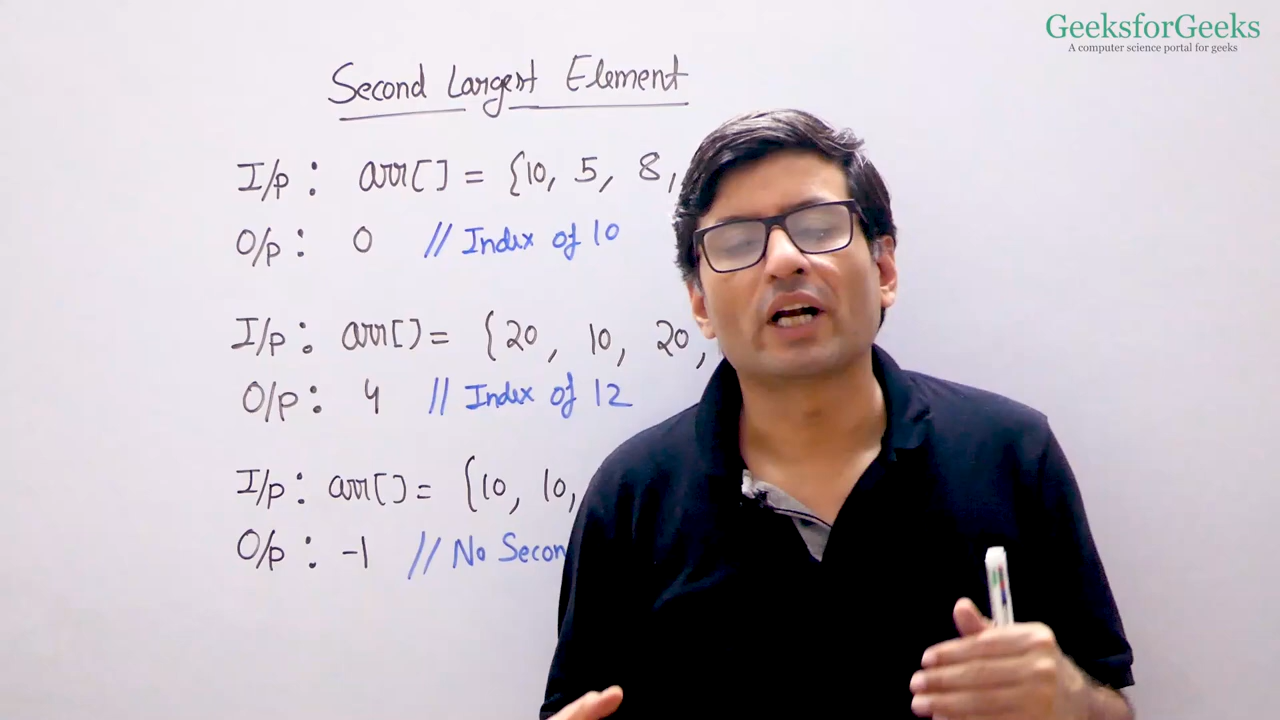 GeeksforGeeks
A computer science portal for geeks
Second Largest Element
I/p : arr[] = {10, 5, 8,
O/p : 0 // Index of 10
I/p : arr[] = {20, 10, 20,
O/p : 4 // Index of 12
I/p : arr[] = {10, 10,
O/p : -1 // No Secon